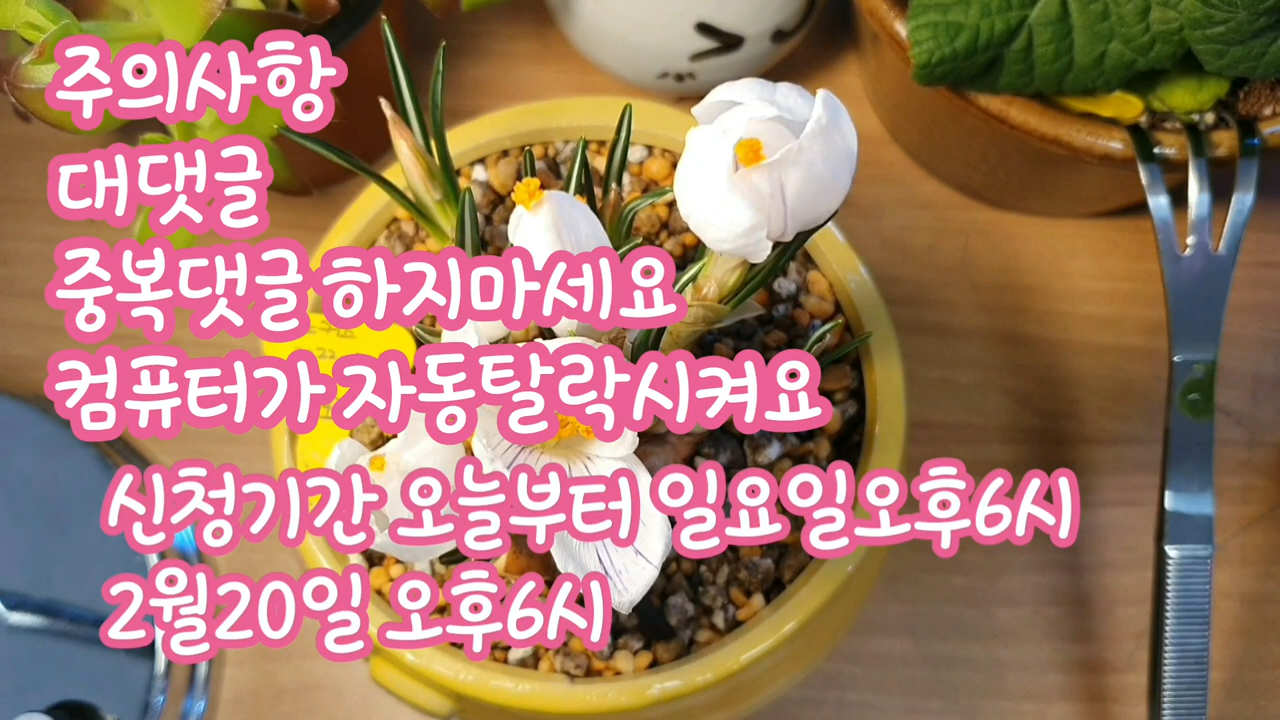 주의사항
대댓글
중복댓글 하지마세요
컴퓨터가 자동탈락시켜요
신청기간 오늘부터 일요일오후6시
2월20일 오후6시
22